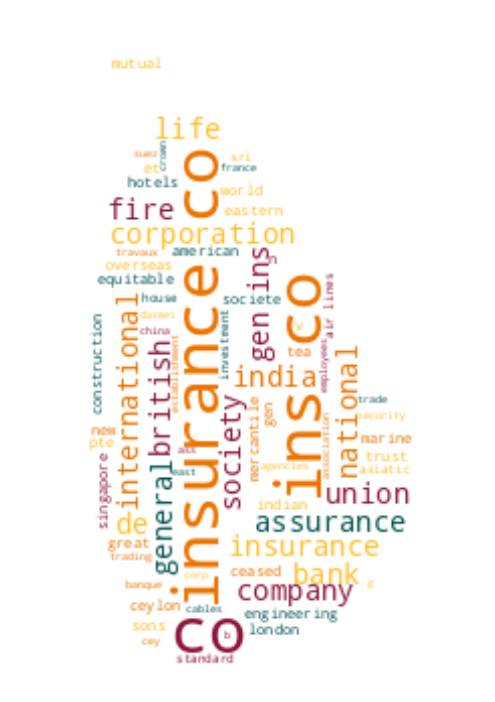 mutual
life
suez
crown
sri
et
france
hotels
world
co
fire
eastern
corporation
travaux
american
overseas
equitable
gen ins
house
societe
insurance
ins co
air lines
international
daimei
china
construction
british
establishment
investment
v
tea
employees
india
national
trade
society
mercantile
gen
security
new
pte
ass
association
marine
singapore
general
east
agencies
trust
asiatic
union
indian
de
assurance
great
insurance
trading
corp
ceased
bank
g
banque
company
ceylon
cables
engineering
sons
co
b
london
cey
standard